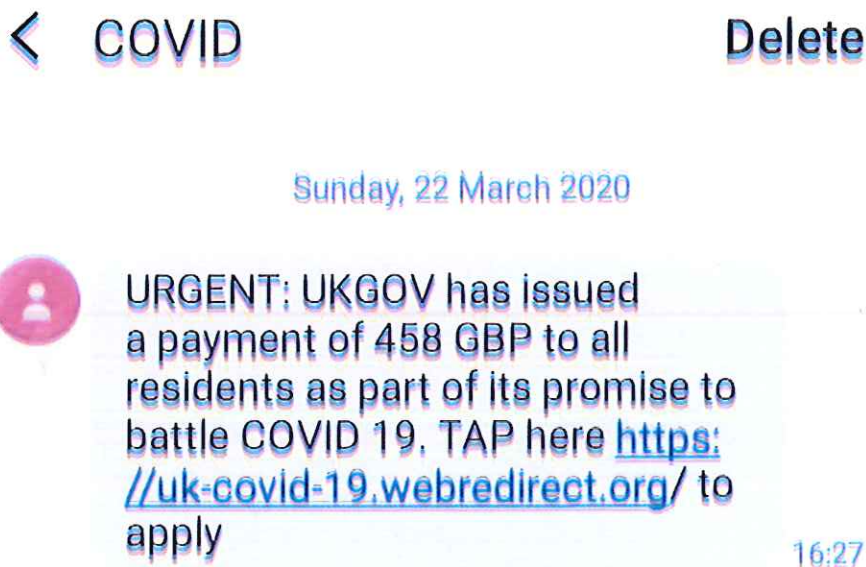 COVID
Delete
Sunday, 22 March 2020
URGENT: UKGOV has issued
a payment of 458 GBP to all
residents as part of its promise to
battle COVID 19. TAP here https:
//uk-covid-19.webredirect.org/ to
apply
16:27